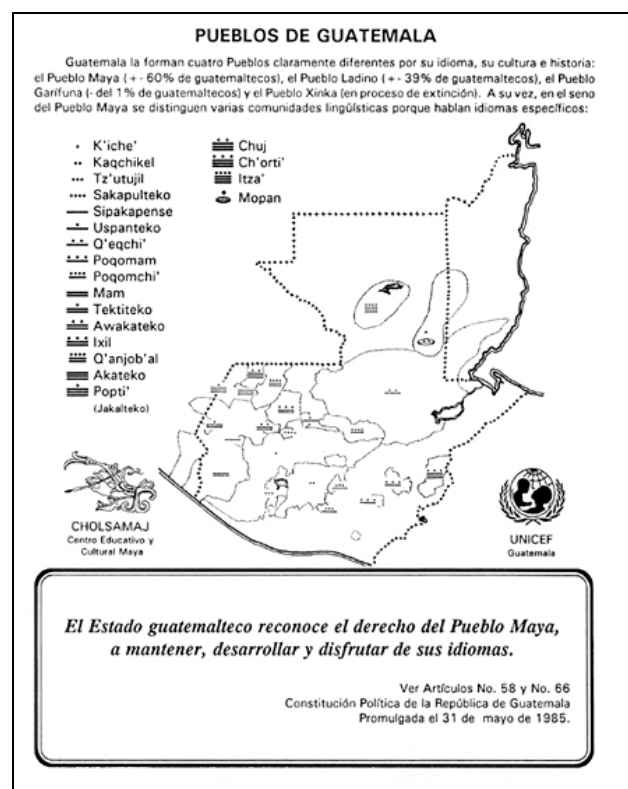 PUEBLOS DE GUATEMALA
Guatemala la forman cuatro Pueblos claramente diferentes por su idioma, su cultura e historia:
el Pueblo Maya (+ - 60% de guatemaltecos), el Pueblo Ladino (+ - 39% de guatemaltecos), el Pueblo
Garífuna (- del 1% de guatemaltecos) y el Pueblo Xinka (en proceso de extinción). A su vez, en el seno
del Pueblo Maya se distinguen varias comunidades lingüísticas porque hablan idiomas específicos:
K'iche'
Kaqchikel
Tz'utujil
Sakapulteko
Sipakapense
Uspanteko
Q'eqchi'
Poqomam
Poqomchi'
Mam
Tektiteko
Awakateko
Ixil
Q'anjob'al
Akateko
Popti'
(Jakalteko)
Chuj
Ch'orti'
Itza'
Mopan
CHOLSAMAJ
Centro Educativo y
Cultural Maya
UNICEF
Guatemala
El Estado guatemalteco reconoce el derecho del Pueblo Maya,
a mantener, desarrollar y disfrutar de sus idiomas.
Ver Artículos No. 58 y No. 66
Constitución Política de la República de Guatemala
Promulgada el 31 de mayo de 1985.